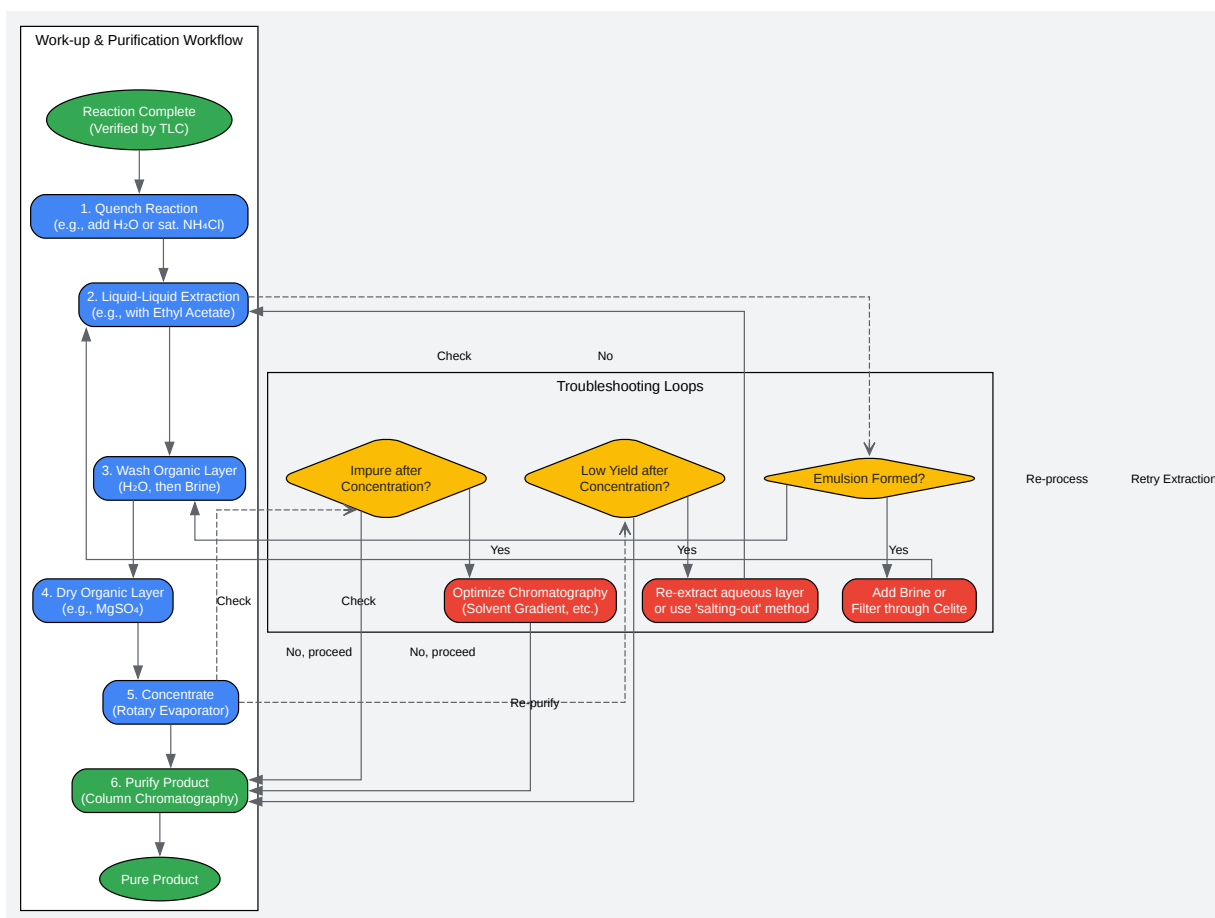 Work-up & Purification Workflow
Reaction Complete
(Verified by TLC)
1. Quench Reaction
(e.g., add H₂O or sat. NH₄Cl)
2. Liquid-Liquid Extraction
(e.g., with Ethyl Acetate)
Check
No
Troubleshooting Loops
3. Wash Organic Layer
(H₂O, then Brine)
Impure after
Concentration?
Low Yield after
Concentration?
Emulsion Formed?
Re-process
Retry Extraction
Yes
Yes
Yes
4. Dry Organic Layer
(e.g., MgSO₄)
Check
Check
Optimize Chromatography
(Solvent Gradient, etc.)
Re-extract aqueous layer
or use 'salting-out' method
Add Brine or
Filter through Celite
No, proceed
No, proceed
5. Concentrate
(Rotary Evaporator)
Re-purify
6. Purify Product
(Column Chromatography)
Pure Product